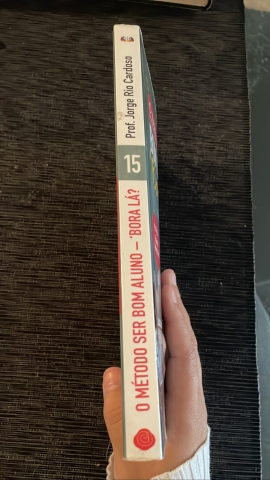 Prof. Jorge Rio Cardoso
15
O MÉTODO SER BOM ALUNO – 'BORA LÁ?